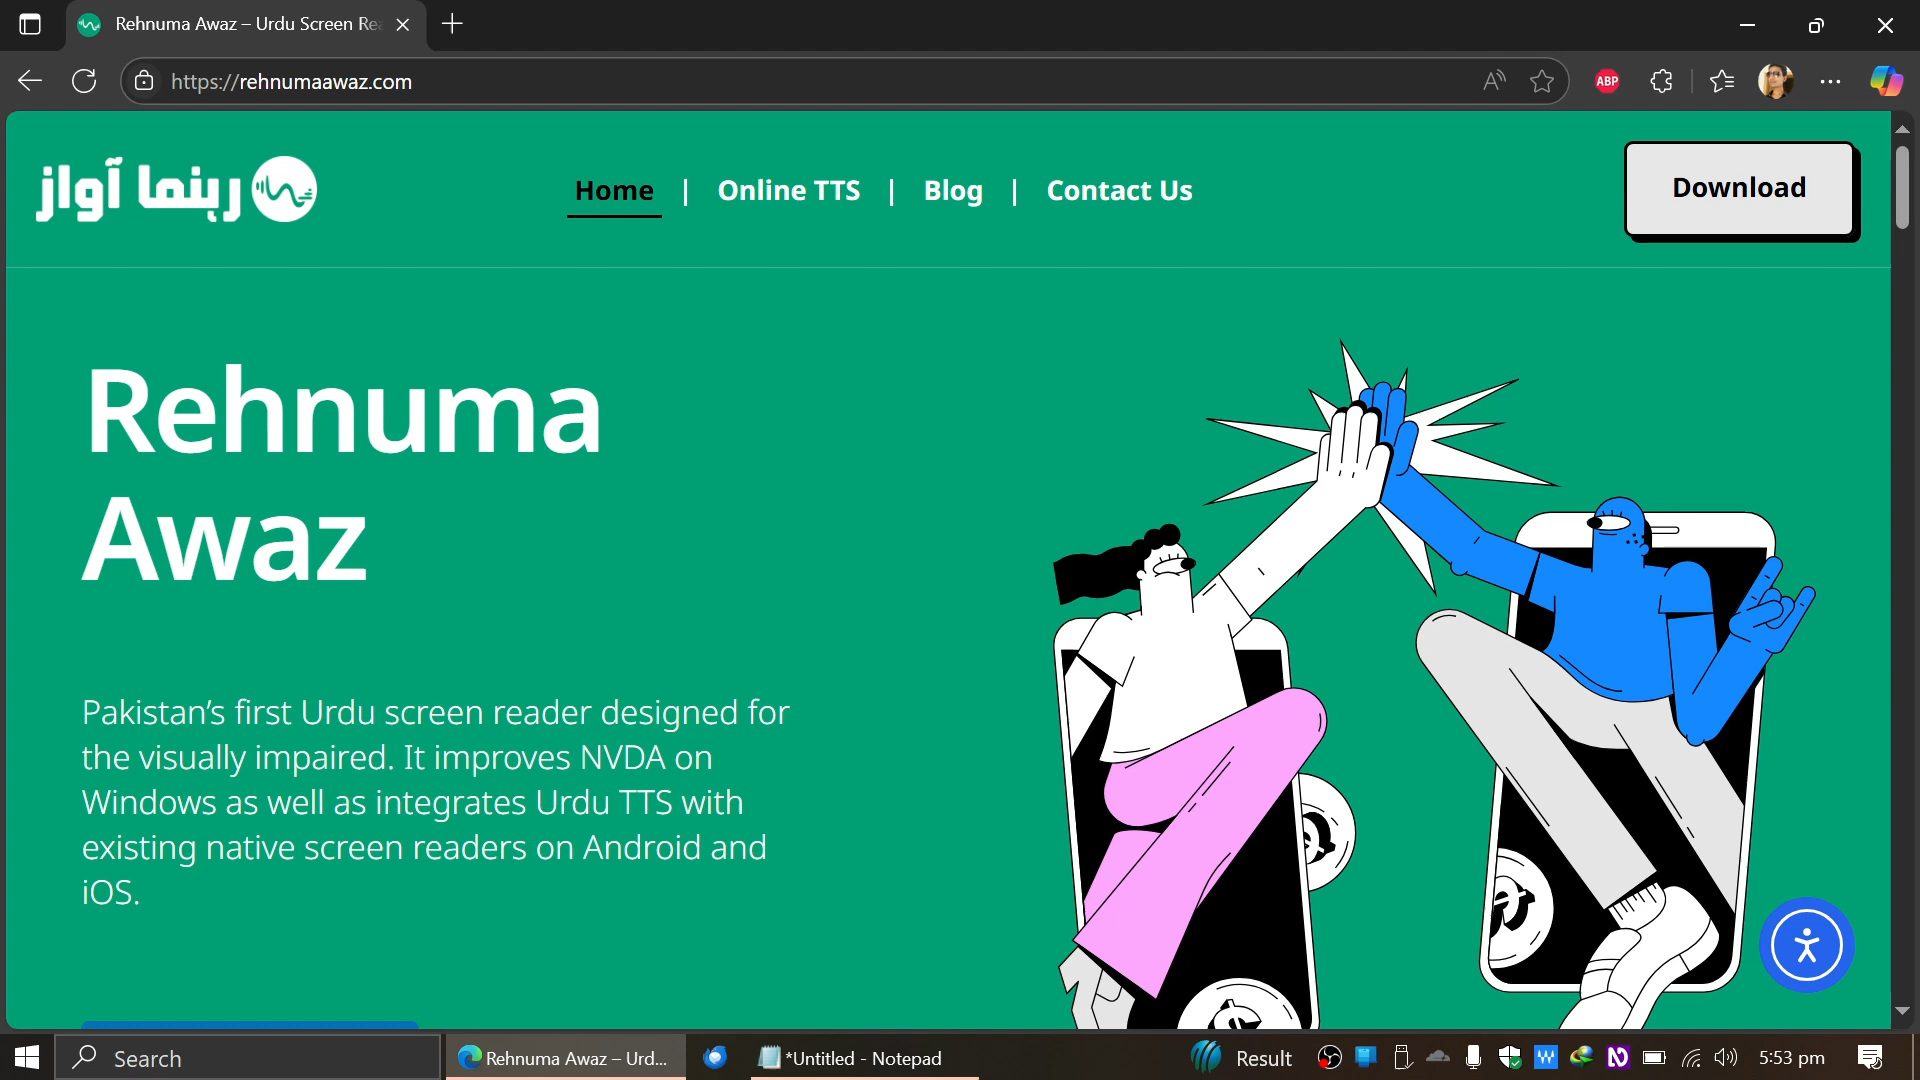 Rehnuma Awaz – Urdu Screen Rea
https://rehnumaawaz.com
ABP
رہنما آواز
Home | Online TTS | Blog | Contact Us
Download
Rehnuma
Awaz
Pakistan’s first Urdu screen reader designed for
the visually impaired. It improves NVDA on
Windows as well as integrates Urdu TTS with
existing native screen readers on Android and
iOS.
Search
Rehnuma Awaz – Urd...
*Untitled - Notepad
Result
5:53 pm